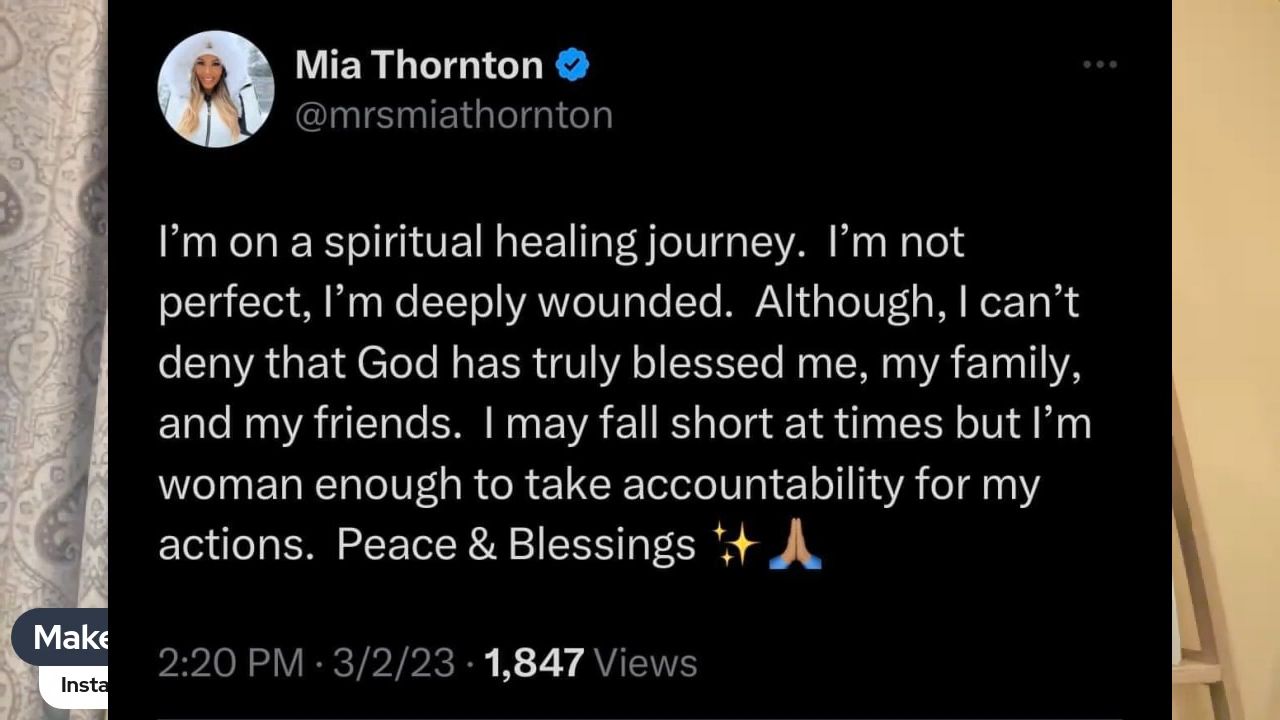 Mia Thornton
@mrsmiathornton
I’m on a spiritual healing journey.  I’m not
perfect, I’m deeply wounded.  Although, I can’t
deny that God has truly blessed me, my family,
and my friends.  I may fall short at times but I’m
woman enough to take accountability for my
actions.  Peace & Blessings ✨🙏🏽
Make
Insta
2:20 PM · 3/2/23 · 1,847 Views